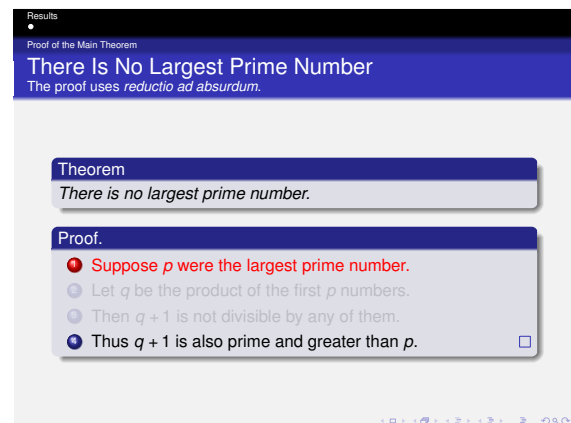 Results
Proof of the Main Theorem
There Is No Largest Prime Number
The proof uses reductio ad absurdum.
Theorem
There is no largest prime number.
Proof.
1 Suppose p were the largest prime number.
2 Let q be the product of the first p numbers.
3 Then q + 1 is not divisible by any of them.
4 Thus q + 1 is also prime and greater than p.